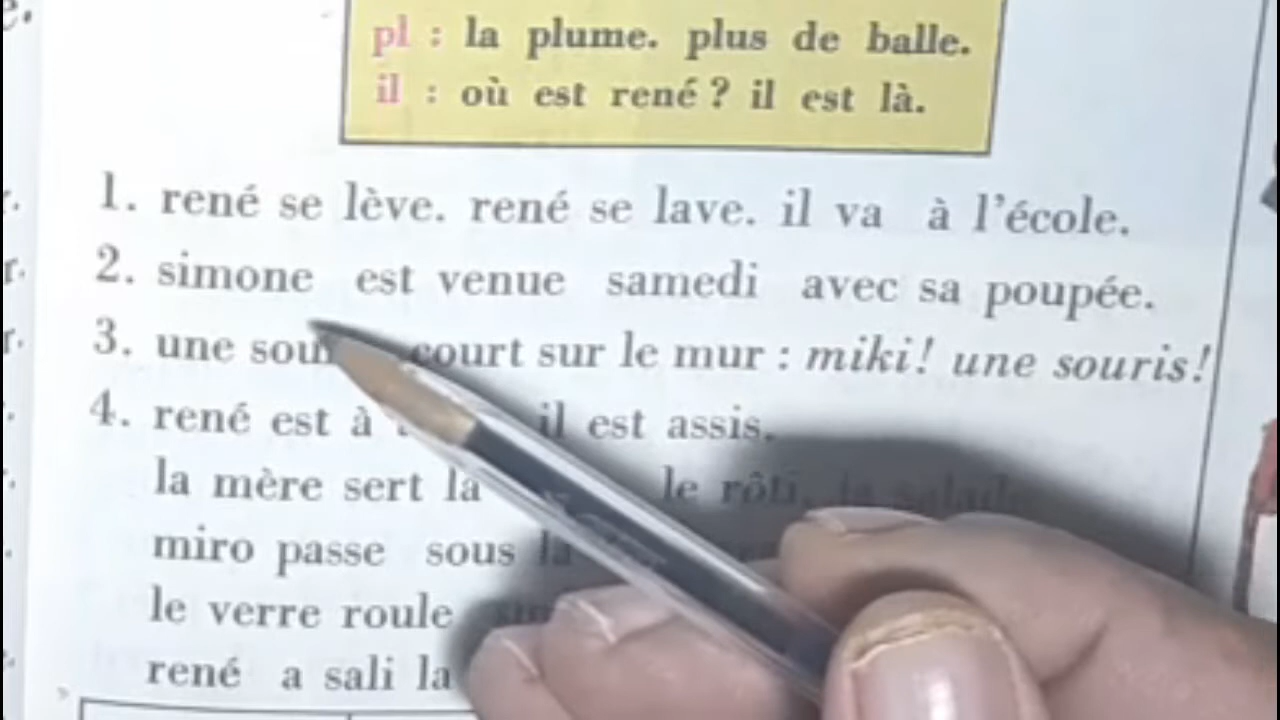 pl : la plume. plus de balle.
il : où est rené ? il est là.
1. rené se lève. rené se lave. il va à l'école.
2. simone est venue samedi avec sa poupée.
3. une court sur le mur : miki! une souris!
4. rené est à il est assis.
la mère sert la le rôti, la
miro passe sous la
le verre roule
rené a sali la